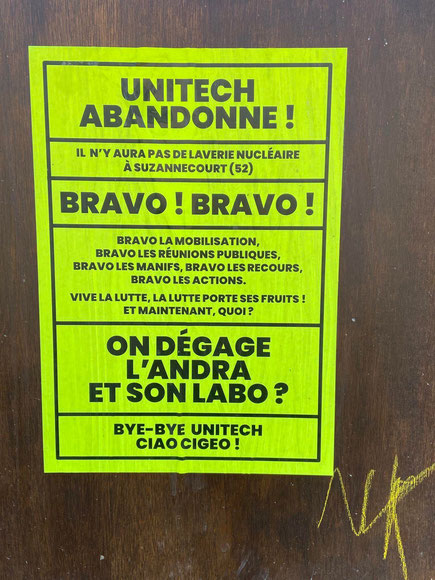 UNITECH
ABANDONNE !
IL N'Y AURA PAS DE LAVERIE NUCLÉAIRE
À SUZANNECOURT (52)
BRAVO ! BRAVO !
BRAVO LA MOBILISATION,
BRAVO LES RÉUNIONS PUBLIQUES,
BRAVO LES MANIFS, BRAVO LES RECOURS,
BRAVO LES ACTIONS.
VIVE LA LUTTE, LA LUTTE PORTE SES FRUITS !
ET MAINTENANT, QUOI ?
ON DÉGAGE
L'ANDRA
ET SON LABO ?
BYE-BYE UNITECH
CIAO CIGEO !